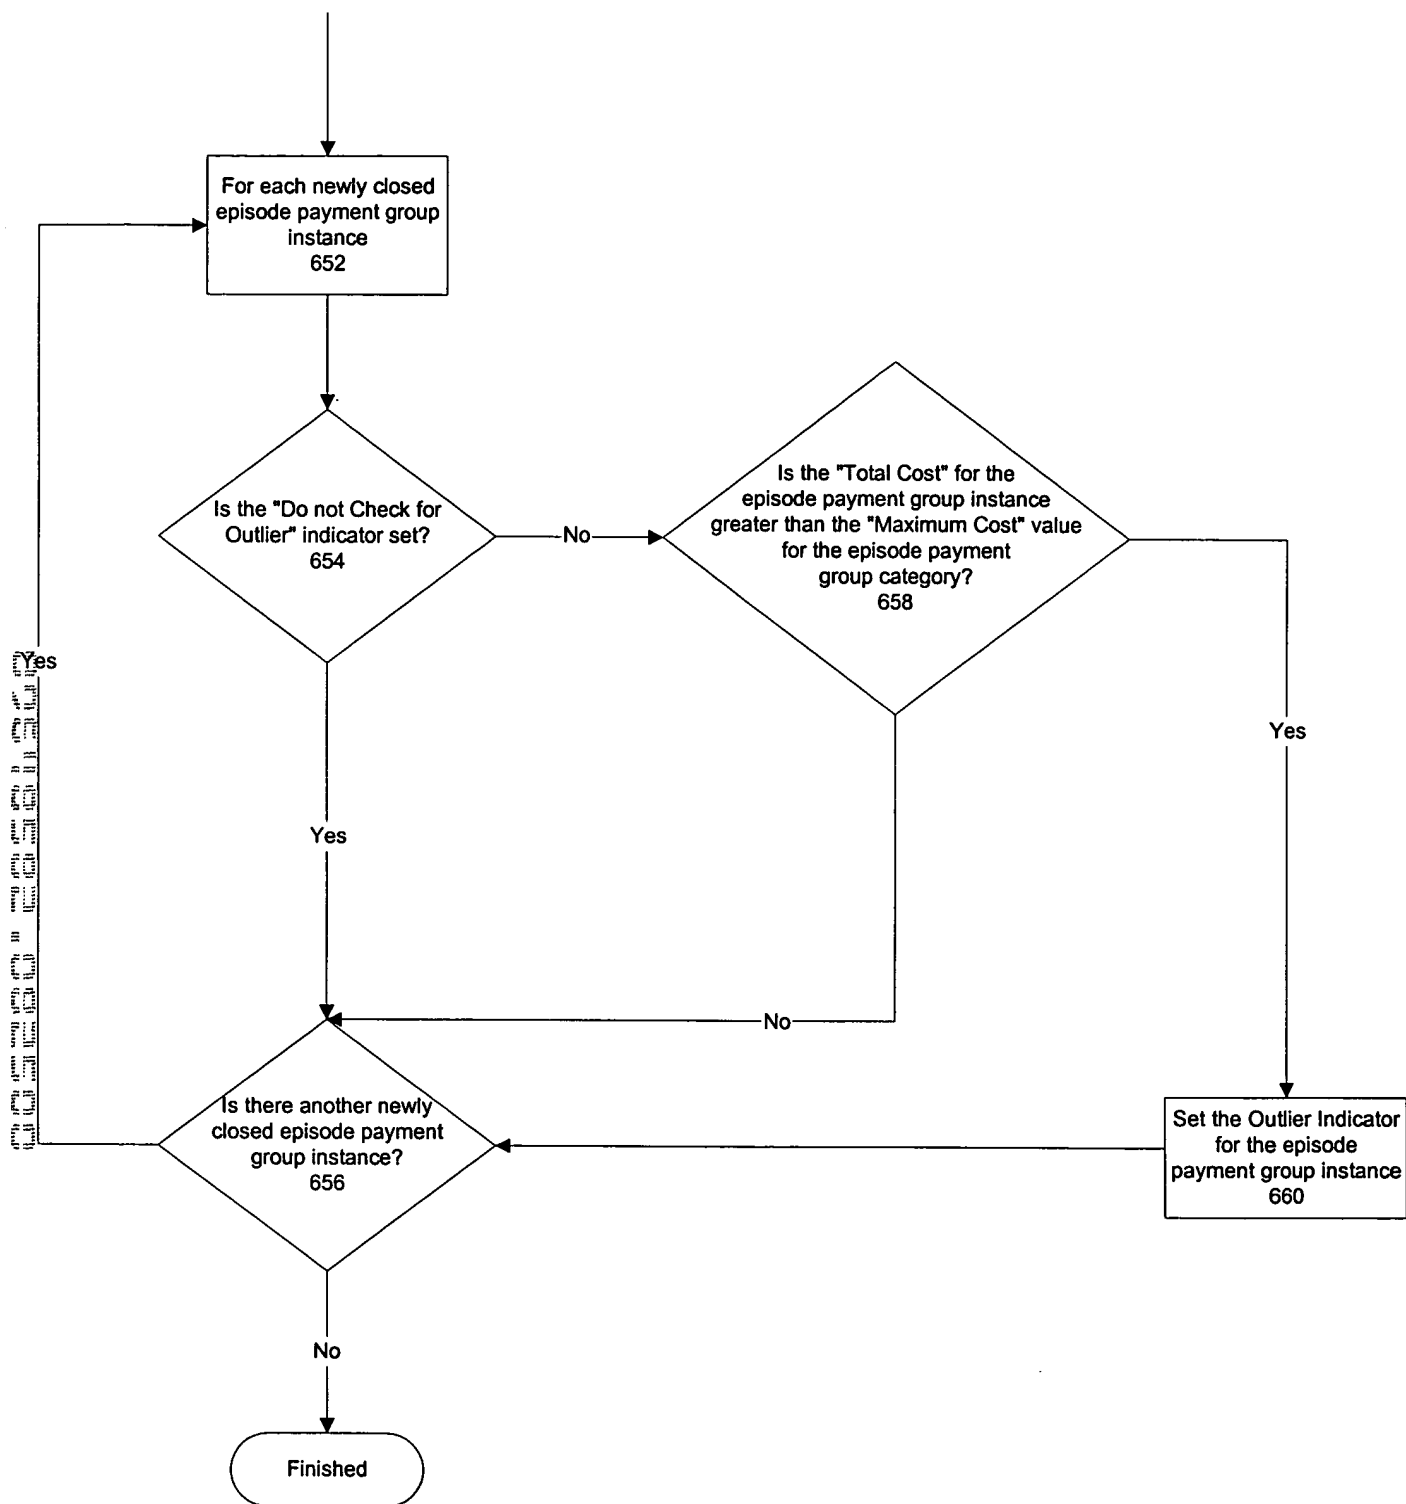 For each newly closed
episode payment group
instance
652
Is the "Do not Check for
Outlier" indicator set?
654
No
Is the "Total Cost" for the
episode payment group instance
greater than the "Maximum Cost" value
for the episode payment
group category?
658
Yes
Yes
Yes
No
Is there another newly
closed episode payment
group instance?
656
Set the Outlier Indicator
for the episode
payment group instance
660
No
Finished